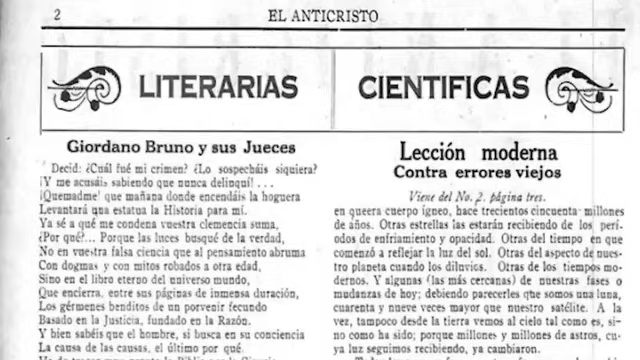 2
EL ANTICRISTO
LITERARIAS
CIENTIFICAS
Giordano Bruno y sus Jueces
Decid: ¿Cuál fué mi crimen? ¿Lo sospecháis siquiera?
¡Y me acusáis sabiendo que nunca delinquí!...
¡Quemadme! que mañana donde encendáis la hoguera
Levantará una estatua la Historia para mí.
Ya sé a qué me condena vuestra clemencia suma,
¿Por qué?... Porque las luces busqué de la verdad,
No en vuestra falsa ciencia que al pensamiento abruma
Con dogmas y con mitos robados a otra edad,
Sino en el libro eterno del universo mundo,
Que encierra, entre sus páginas de inmensa duración,
Los gérmenes benditos de un porvenir fecundo
Basado en la Justicia, fundado en la Razón.
Y bien sabéis que el hombre, si busca en su conciencia
La causa de las causas, el último por qué.
Lección moderna
Contra errores viejos
Viene del No. 2. página tres.
en queera cuerpo ígneo, hace trecientos cincuenta millones
de años. Otras estrellas las estarán recibiendo de los perí-
odos de enfriamiento y opacidad. Otras del tiempo en que
comenzó a reflejar la luz del sol. Otras del aspecto de nues-
tro planeta cuando los diluvios. Otras de los tiempos mo-
dernos. Y algunas (las más cercanas) de nuestras fases o
mudanzas de hoy; debiendo parecerles que somos una luna,
cuarenta y nueve veces mayor que nuestro satélite. A la
vez, tampoco desde la tierra vemos al cielo tal como es, si-
no como ha sido; porque millones y millones de astros, cu-
ya luz seguimos recibiendo, ya cambiaron.